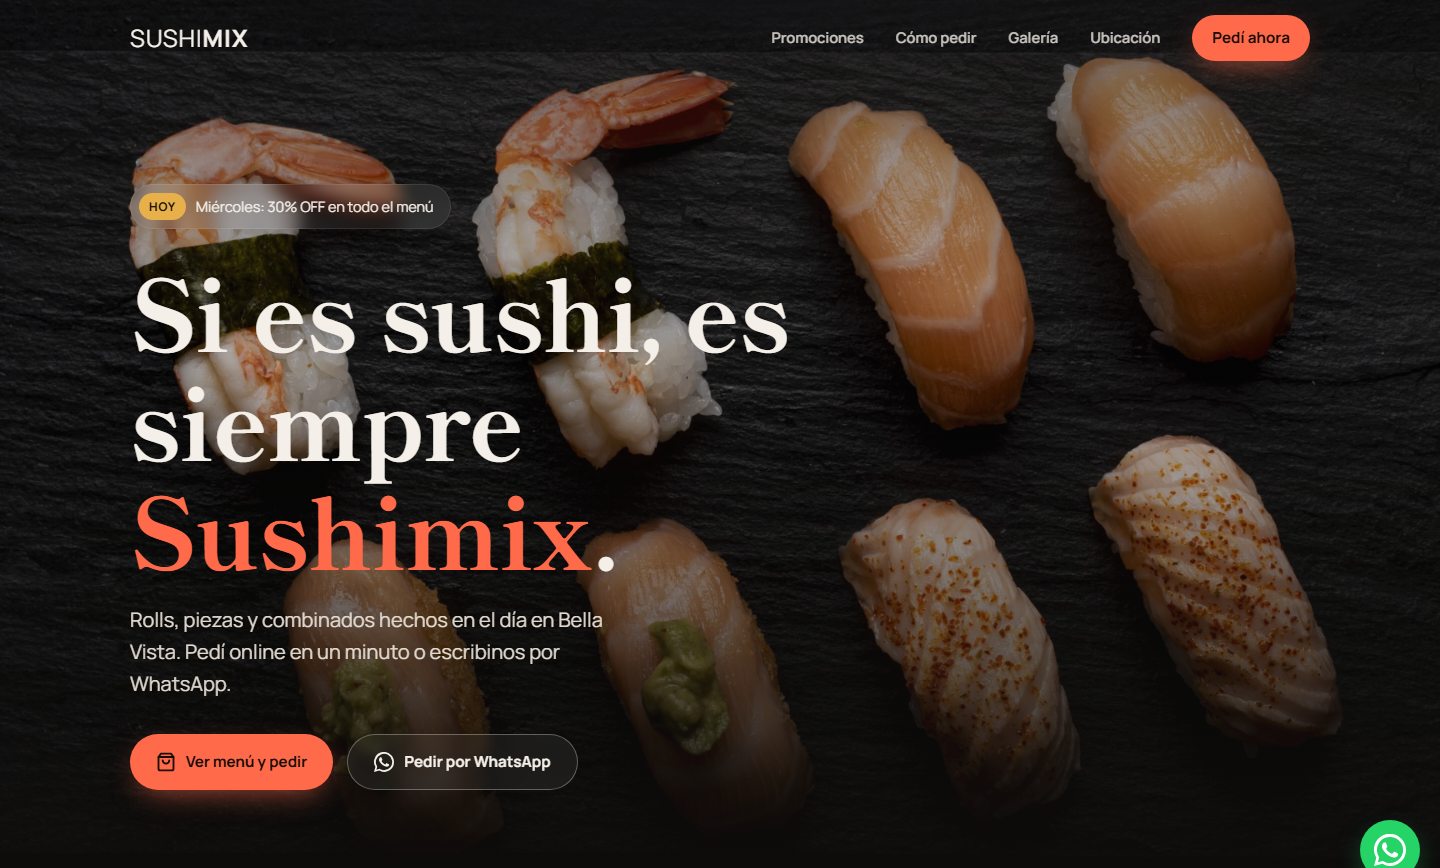 SUSHIMIX
Promociones
Cómo pedir
Galería
Ubicación
Pedí ahora
HOY
Miércoles: 30% OFF en todo el menú
Si es sushi, es
siempre
Sushimix.
Rolls, piezas y combinados hechos en el día en Bella
Vista. Pedí online en un minuto o escribinos por
WhatsApp.
Ver menú y pedir
Pedir por WhatsApp